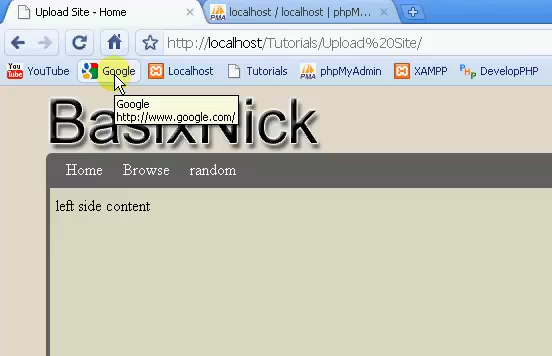 Upload Site - Home
localhost / localhost | phpM...
http://localhost/Tutorials/Upload%20Site/
YouTube Google Localhost Tutorials phpMyAdmin XAMPP DevelopPHP
Google
http://www.google.com/
BasixNick
Home Browse random
left side content